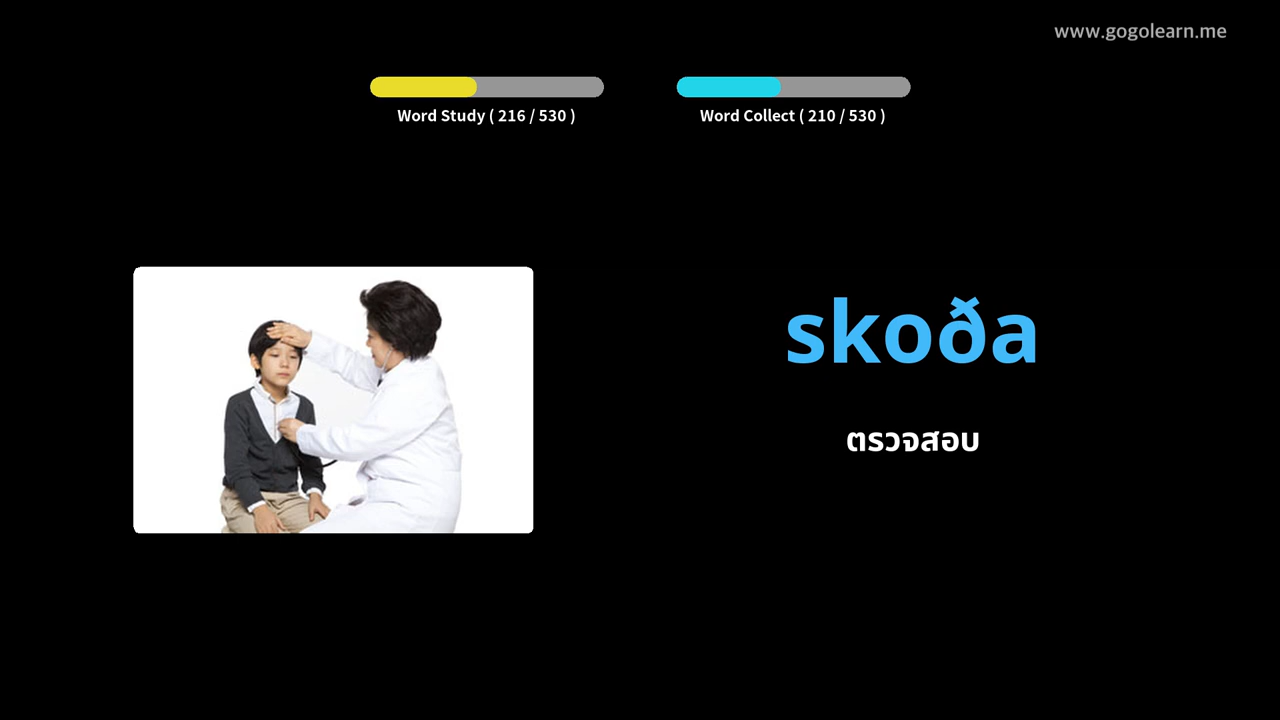 www.gogolearn.me
Word Study ( 216 / 530 )
Word Collect ( 210 / 530 )
skoða
ตรวจสอบ